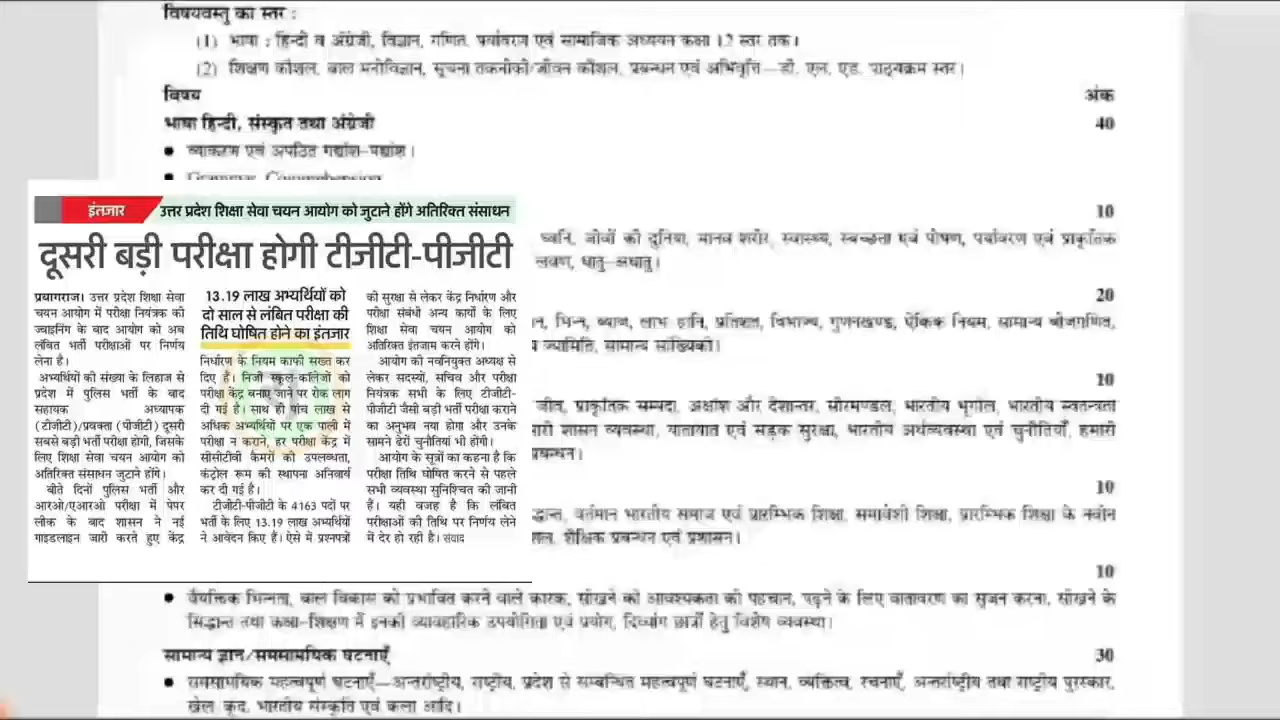 विषयवस्तु का स्तर :
(1) भाषा : हिन्दी व अंग्रेजी, विज्ञान, गणित, पर्यावरण एवं सामाजिक अध्ययन कक्षा 12 स्तर तक।
(2) शिक्षण कौशल, बाल मनोविज्ञान, सूचना तकनीकी/जीवन कौशल, प्रबन्धन एवं अभिवृत्ति—डी. एल. एड. पाठ्यक्रम स्तर।
विषय अंक
भाषा हिन्दी, संस्कृत तथा अंग्रेजी 40
● व्याकरण एवं अपठित गद्यांश-पद्यांश।
इंतजार उत्तर प्रदेश शिक्षा सेवा चयन आयोग को जुटाने होंगे अतिरिक्त संसाधन
दूसरी बड़ी परीक्षा होगी टीजीटी-पीजीटी
प्रयागराज। उत्तर प्रदेश शिक्षा सेवा
चयन आयोग में परीक्षा नियंत्रक की
ज्वाइनिंग के बाद आयोग को अब
लंबित भर्ती परीक्षाओं पर निर्णय
लेना है।
अभ्यर्थियों की संख्या के लिहाज से
प्रदेश में पुलिस भर्ती के बाद
सहायक अध्यापक
(टीजीटी)/प्रवक्ता (पीजीटी) दूसरी
सबसे बड़ी भर्ती परीक्षा होगी, जिसके
लिए शिक्षा सेवा चयन आयोग को
अतिरिक्त संसाधन जुटाने होंगे।
बीते दिनों पुलिस भर्ती और
आरओ/एआरओ परीक्षा में पेपर
लीक के बाद शासन ने नई
गाइडलाइन जारी करते हुए केंद्र
13.19 लाख अभ्यर्थियों को
दो साल से लंबित परीक्षा की
तिथि घोषित होने का इंतजार
निर्धारण के नियम काफी सख्त कर
दिए है। निजी स्कूल-कॉलेजों को
परीक्षा केंद्र बनाए जाने पर रोक लाग
दी गई है। साथ ही पांच लाख से
अधिक अभ्यर्थियों पर एक पाली में
परीक्षा न कराने, हर परीक्षा केंद्र में
सीसीटीवी कैमरों की उपलब्धता,
कंट्रोल रूम की स्थापना अनिवार्य
कर दी गई है।
टीजीटी-पीजीटी के 4163 पदों पर
भर्ती के लिए 13.19 लाख अभ्यर्थियों
ने आवेदन किए हैं। ऐसे में प्रश्नपत्रों
की सुरक्षा से लेकर केंद्र निर्धारण और
परीक्षा संबंधी अन्य कार्यों के लिए
शिक्षा सेवा चयन आयोग को
अतिरिक्त इंतजाम करने होंगे।
आयोग की नवनियुक्त अध्यक्ष से
लेकर सदस्यों, सचिव और परीक्षा
नियंत्रक सभी के लिए टीजीटी-
पीजीटी जैसी बड़ी भर्ती परीक्षा कराने
का अनुभव नया होगा और उनके
सामने ढेरों चुनौतियां भी होंगी।
आयोग के सूत्रों का कहना है कि
परीक्षा तिथि घोषित करने से पहले
सभी व्यवस्था सुनिश्चित की जानी
हैं। यही वजह है कि लंबित
परीक्षाओं की तिथि पर निर्णय लेने
में देर हो रही है। संवाद
10
ध्वनि, जीवों की दुनिया, मानव शरीर, स्वास्थ्य, स्वच्छता एवं पोषण, पर्यावरण एवं प्राकृतिक
लवण, धातु-अधातु।
20
भिन्न, ब्याज, लाभ हानि, प्रतिशत, विभाज्य, गुणनखण्ड, ऐकिक नियम, सामान्य बीजगणित,
ज्यामिति, सामान्य सांख्यिकी।
10
प्राकृतिक सम्पदा, अक्षांश और देशान्तर, सौरमण्डल, भारतीय भूगोल, भारतीय स्वतन्त्रता
शासन व्यवस्था, यातायात एवं सड़क सुरक्षा, भारतीय अर्थव्यवस्था एवं चुनौतियाँ, हमारी
प्रबन्धन।
10
वर्तमान भारतीय समाज एवं प्रारम्भिक शिक्षा, समावेशी शिक्षा, प्रारम्भिक शिक्षा के नवीन
शैक्षिक प्रबन्धन एवं प्रशासन।
10
● वैयक्तिक भिन्नता, बाल विकास को प्रभावित करने वाले कारक, सीखने की आवश्यकता की पहचान, पढ़ने के लिए वातावरण का सृजन करना, सीखने के
सिद्धान्त तथा कक्षा-शिक्षण में इनकी व्यावहारिक उपयोगिता एवं प्रयोग, दिव्यांग छात्रों हेतु विशेष व्यवस्था।
सामान्य ज्ञान/समसामयिक घटनाएँ 30
● समसामयिक महत्वपूर्ण घटनाएँ—अन्तर्राष्ट्रीय, राष्ट्रीय, प्रदेश से सम्बन्धित महत्वपूर्ण घटनाएँ, स्थान, व्यक्तित्व, रचनाएँ, अन्तर्राष्ट्रीय तथा राष्ट्रीय पुरस्कार,
खेल कूद, भारतीय संस्कृति एवं कला आदि।